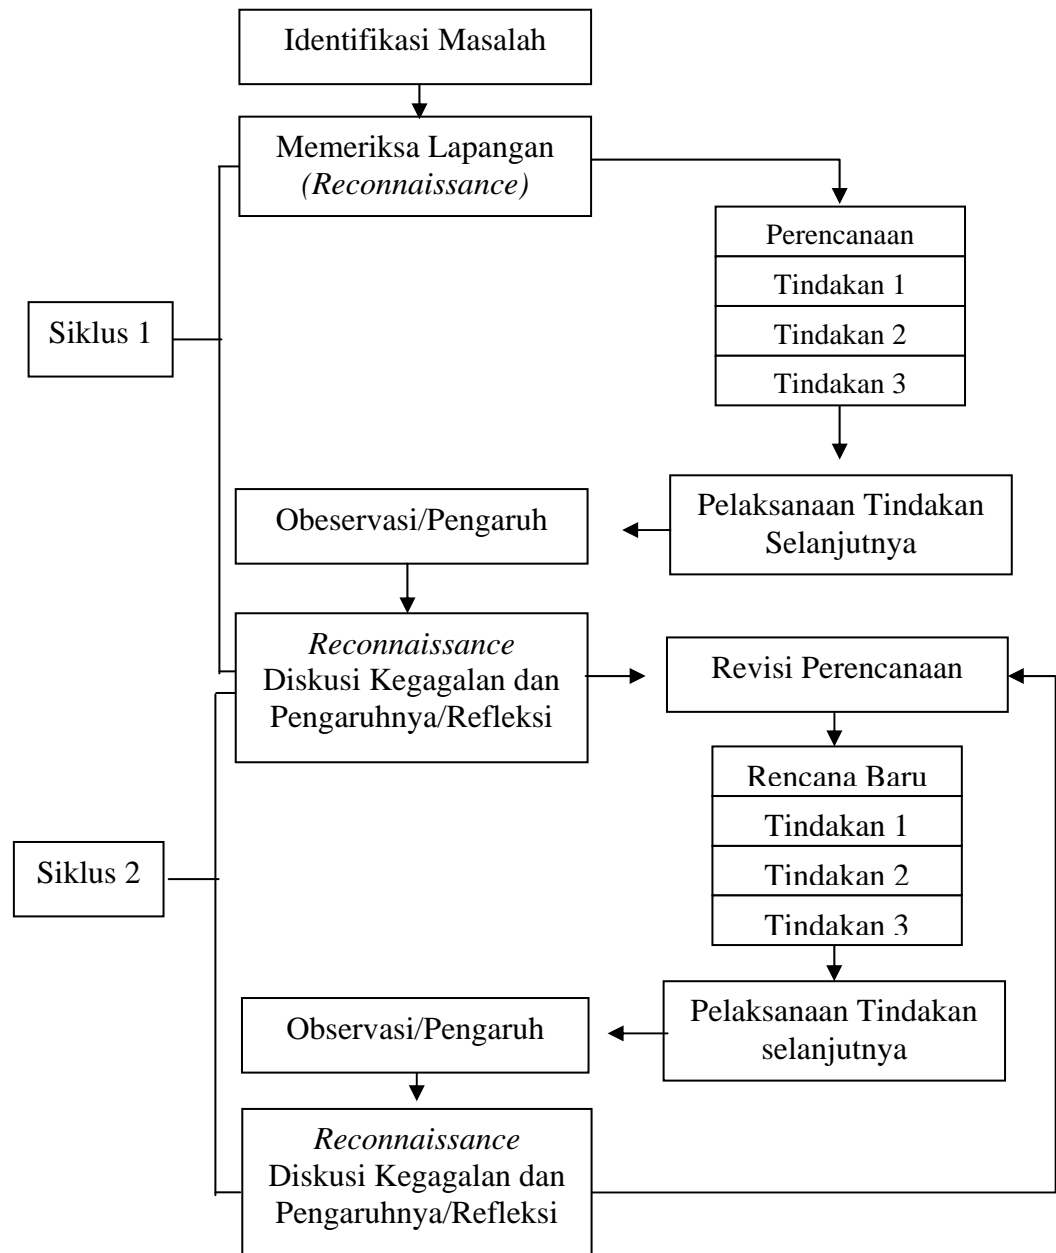 Identifikasi Masalah
Memeriksa Lapangan
(Reconnaissance)
Perencanaan
Tindakan 1
Tindakan 2
Tindakan 3
Siklus 1
Pelaksanaan Tindakan
Selanjutnya
Obeservasi/Pengaruh
Reconnaissance
Diskusi Kegagalan dan
Pengaruhnya/Refleksi
Revisi Perencanaan
Rencana Baru
Tindakan 1
Tindakan 2
Tindakan 3
Siklus 2
Pelaksanaan Tindakan
selanjutnya
Observasi/Pengaruh
Reconnaissance
Diskusi Kegagalan dan
Pengaruhnya/Refleksi